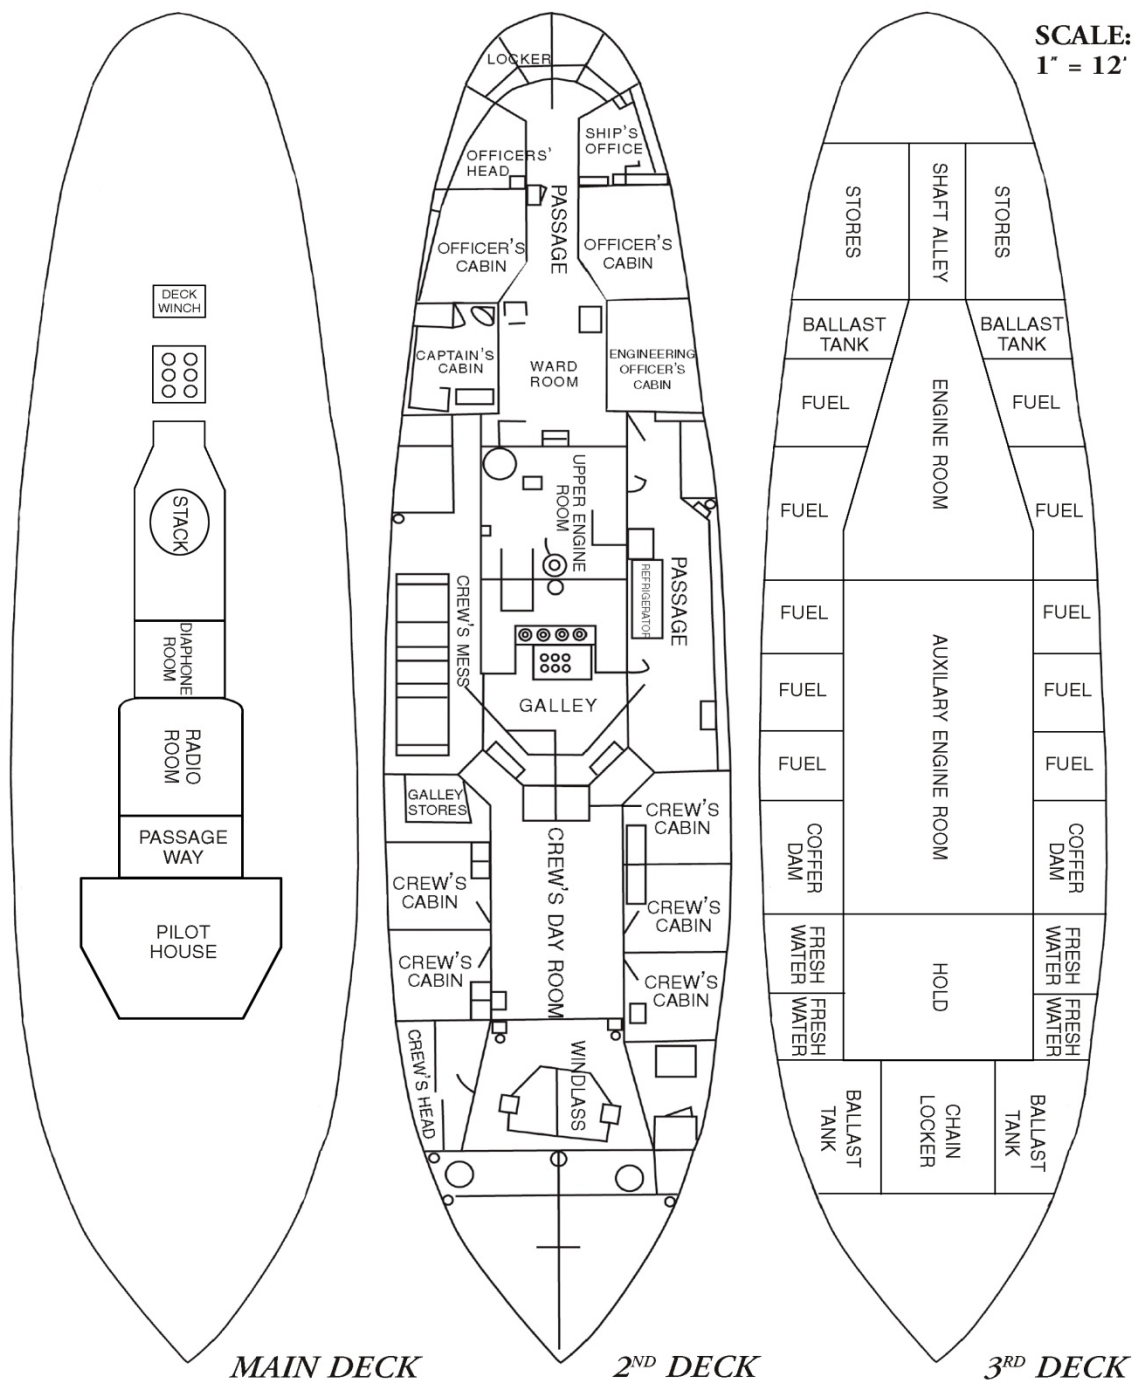 SCALE:
1" = 12'
DECK
WINCH
STACK
DIAPHONE
ROOM
RADIO
ROOM
PASSAGE
WAY
PILOT
HOUSE
MAIN DECK
LOCKER
OFFICERS'
HEAD
SHIP'S
OFFICE
PASSAGE
OFFICER'S
CABIN
OFFICER'S
CABIN
CAPTAIN'S
CABIN
WARD
ROOM
ENGINEERING
OFFICER'S
CABIN
UPPER ENGINE
ROOM
PASSAGE
REFRIGERATOR
CREW'S MESS
GALLEY
GALLEY
STORES
CREW'S
CABIN
CREW'S DAY ROOM
CREW'S
CABIN
CREW'S
CABIN
CREW'S
CABIN
CREW'S
CABIN
CREW'S HEAD
WINDLASS
2ND DECK
STORES
SHAFT ALLEY
STORES
BALLAST
TANK
BALLAST
TANK
FUEL
ENGINE ROOM
FUEL
FUEL
FUEL
FUEL
AUXILARY ENGINE ROOM
FUEL
FUEL
FUEL
FUEL
FUEL
COFFER
DAM
COFFER
DAM
FRESH
WATER
HOLD
FRESH
WATER
FRESH
WATER
FRESH
WATER
BALLAST
TANK
CHAIN
LOCKER
BALLAST
TANK
3RD DECK